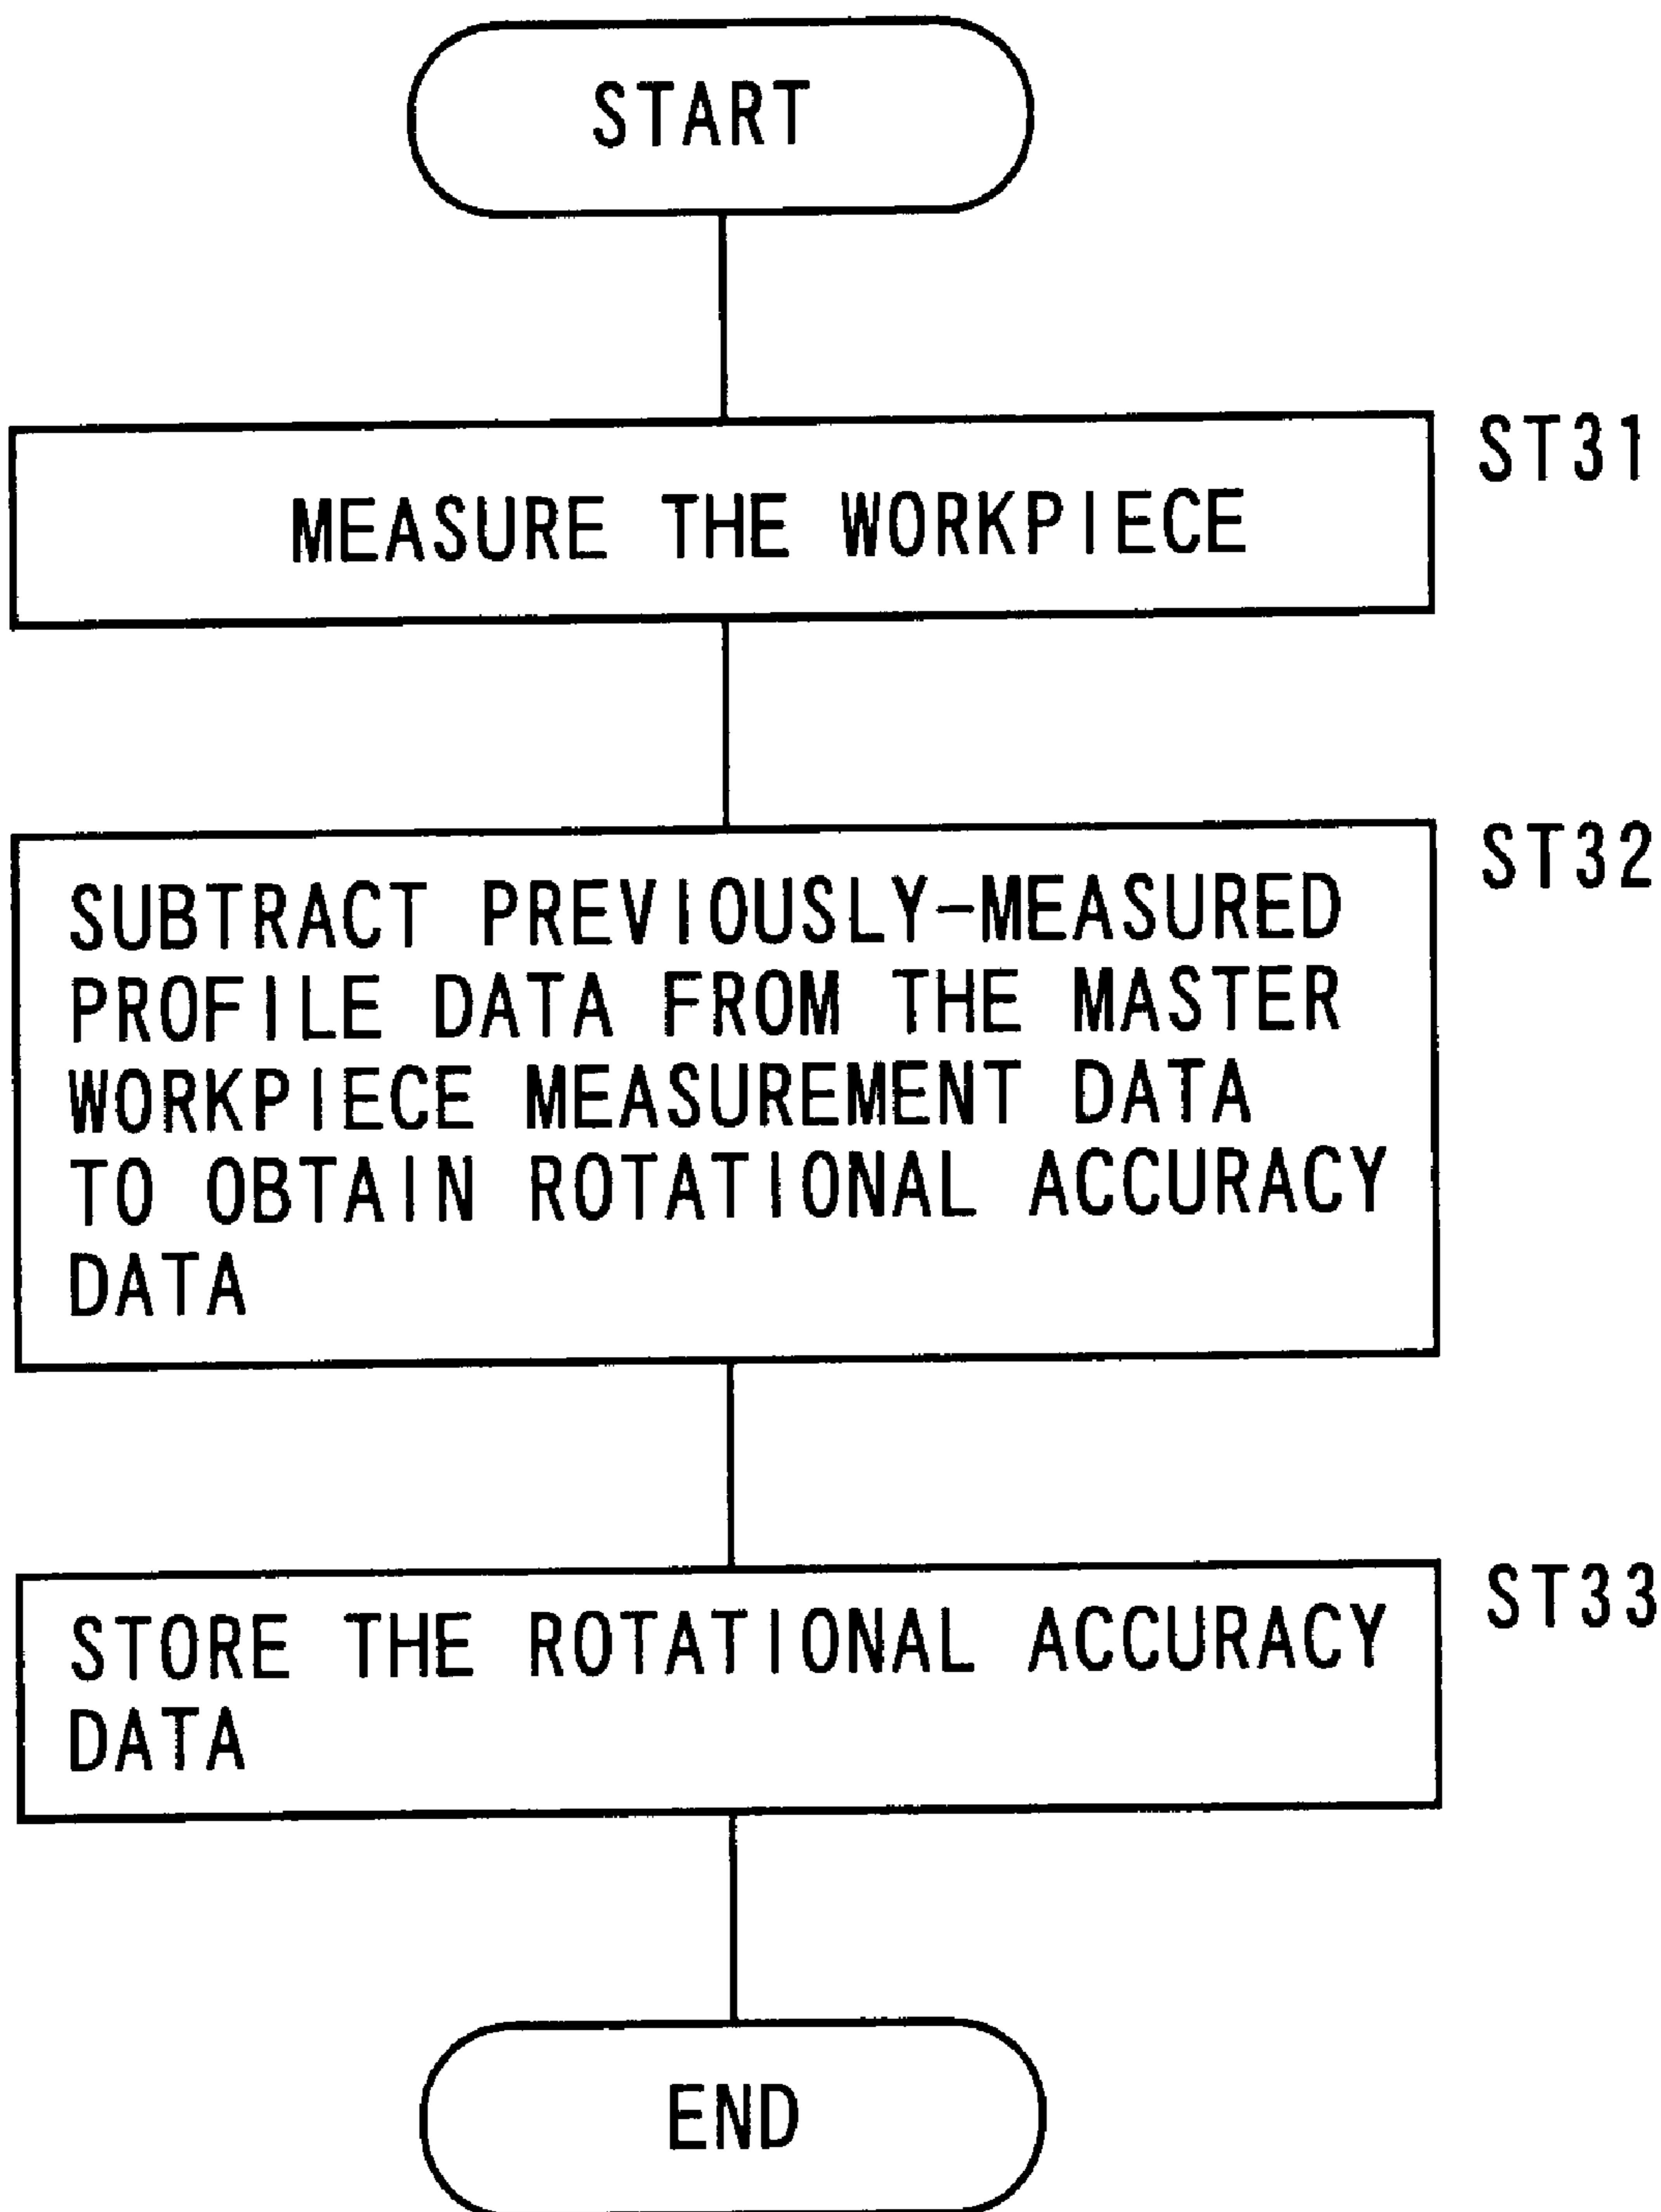 START
ST31
MEASURE THE WORKPIECE
ST32
SUBTRACT PREVIOUSLY-MEASURED
PROFILE DATA FROM THE MASTER
WORKPIECE MEASUREMENT DATA
TO OBTAIN ROTATIONAL ACCURACY
DATA
ST33
STORE THE ROTATIONAL ACCURACY
DATA
END